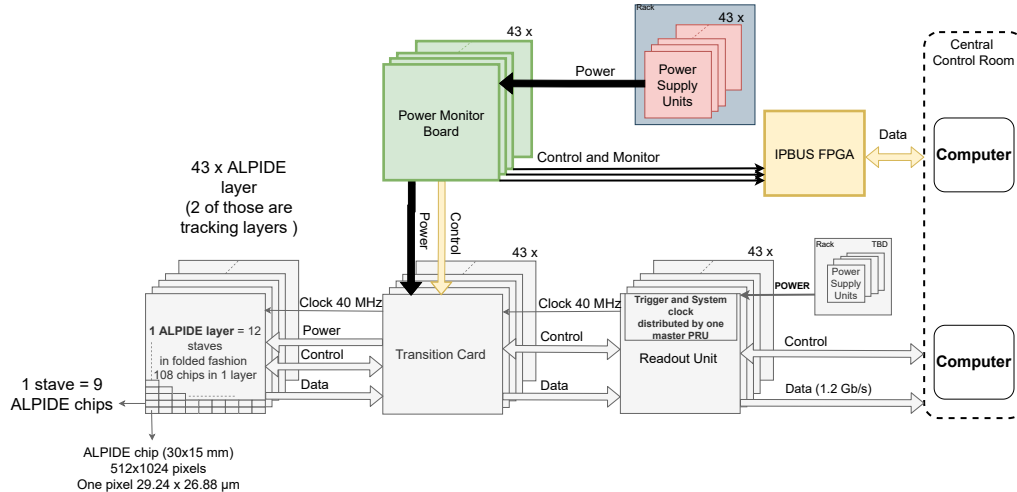 43 x
Rack
43 x
Power
Supply
Units
Power
Power Monitor
Board
Central
Control Room
Data
Computer
IPBUS FPGA
Control and Monitor
43 x ALPIDE
layer
(2 of those are
tracking layers )
Power
Control
43 x
43 x
Rack
TBD
Power
Supply
Units
POWER
Clock 40 MHz
Clock 40 MHz
Trigger and System
clock
distributed by one
master PRU
Readout Unit
1 ALPIDE layer = 12
staves
in folded fashion
108 chips in 1 layer
Power
Control
Data
Transition Card
Control
Data
Control
Computer
Data (1.2 Gb/s)
1 stave = 9
ALPIDE chips
ALPIDE chip (30x15 mm)
512x1024 pixels
One pixel 29.24 x 26.88 μm